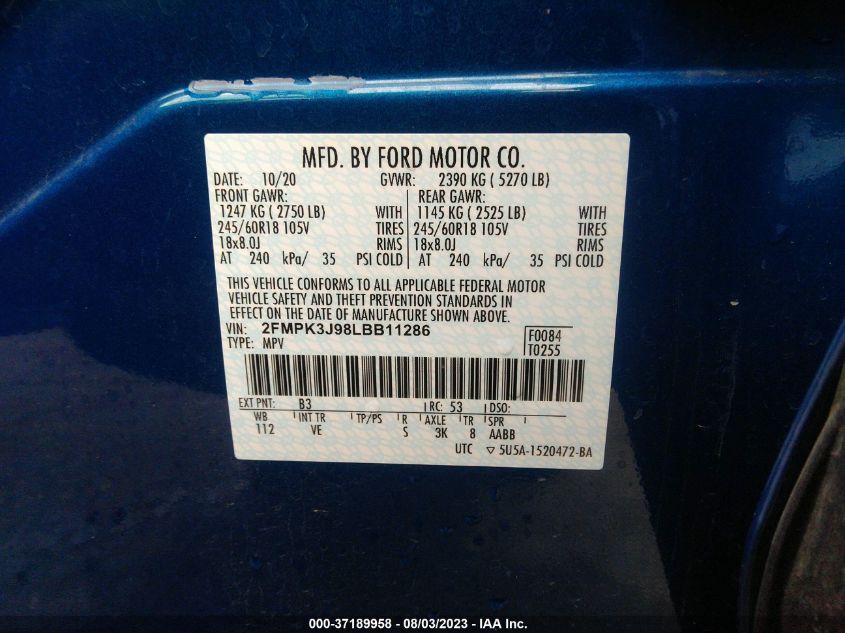 MFD. BY FORD MOTOR CO.
DATE: 10/20 GVWR: 2390 KG ( 5270 LB)
FRONT GAWR: REAR GAWR:
1247 KG ( 2750 LB) WITH 1145 KG ( 2525 LB) WITH
245/60R18 105V TIRES 245/60R18 105V TIRES
18x8.0J RIMS 18x8.0J RIMS
AT 240 kPa/ 35 PSI COLD AT 240 kPa/ 35 PSI COLD
THIS VEHICLE CONFORMS TO ALL APPLICABLE FEDERAL MOTOR
VEHICLE SAFETY AND THEFT PREVENTION STANDARDS IN
EFFECT ON THE DATE OF MANUFACTURE SHOWN ABOVE.
VIN: 2FMPK3J98LBB11286 F0084
TYPE: MPV T0255
EXT PNT: B3 RC: 53 DSO:
WB INT TR TP/PS R AXLE TR SPR
112 VE S 3K 8 AABB
UTC ▽ 5U5A-1520472-BA
000-37189958 - 08/03/2023 - IAA Inc.